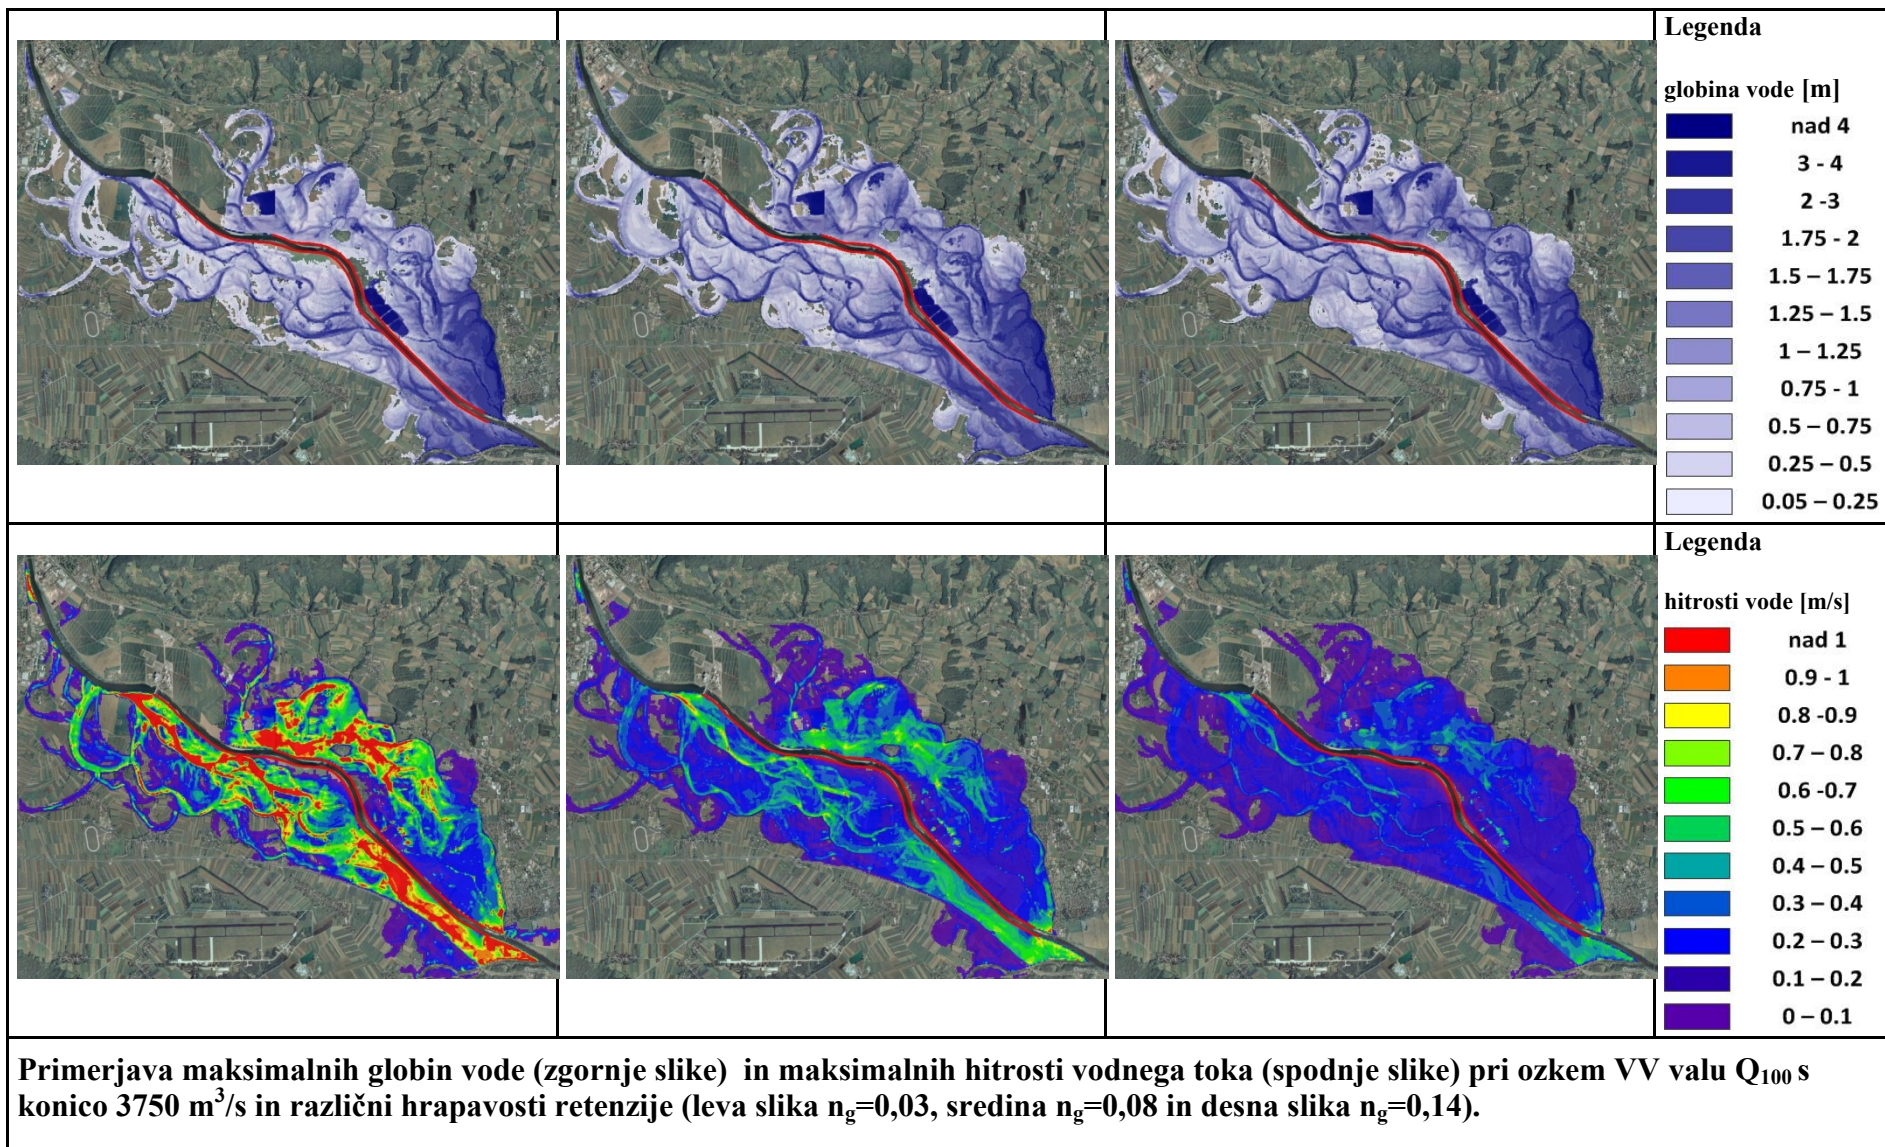 Legenda
globina vode [m]
nad 4
3 - 4
2 -3
1.75 - 2
1.5 – 1.75
1.25 – 1.5
1 – 1.25
0.75 - 1
0.5 – 0.75
0.25 – 0.5
0.05 – 0.25
Legenda
hitrosti vode [m/s]
nad 1
0.9 - 1
0.8 -0.9
0.7 – 0.8
0.6 -0.7
0.5 – 0.6
0.4 – 0.5
0.3 – 0.4
0.2 – 0.3
0.1 – 0.2
0 – 0.1
Primerjava maksimalnih globin vode (zgornje slike)  in maksimalnih hitrosti vodnega toka (spodnje slike) pri ozkem VV valu Q100 s
konico 3750 m³/s in različni hrapavosti retenzije (leva slika ng=0,03, sredina ng=0,08 in desna slika ng=0,14).